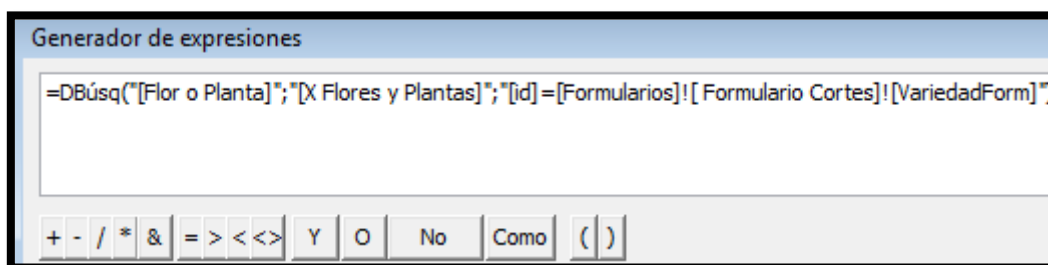 Generador de expresiones
=DBúsq("[Flor o Planta]";"[X Flores y Plantas]";"[id]=[Formularios]![ Formulario Cortes]![VariedadForm]")
+ - / * & = > < <> Y O No Como ( )